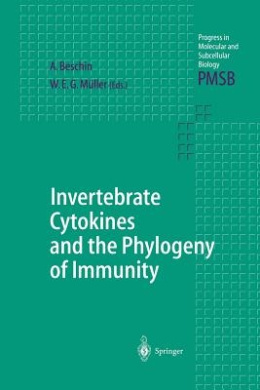 Progress in
Molecular and
Subcellular
Biology
PMSB
A. Beschin
W. E. G. Müller (Eds.)
Invertebrate
Cytokines
and the Phylogeny
of Immunity
Springer